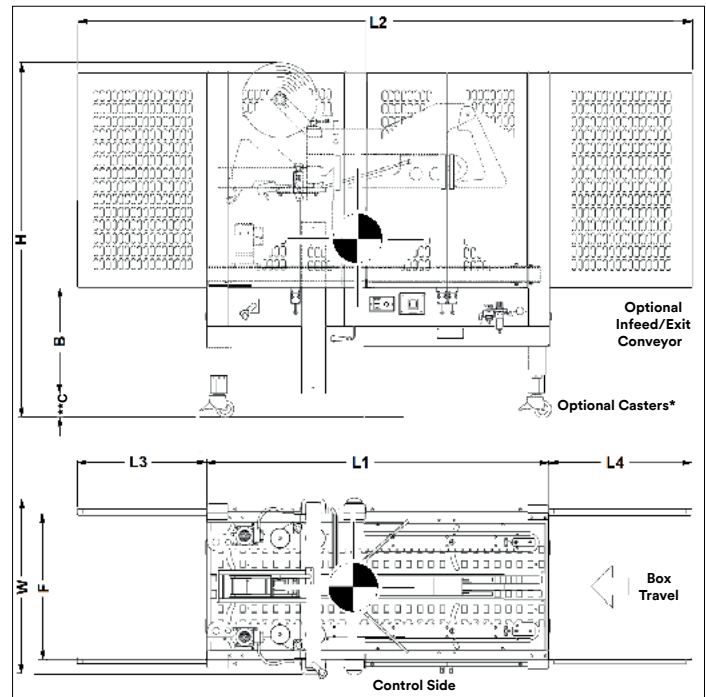 L2
H
B
**C
Optional
Infeed/Exit
Conveyor
Optional Casters*
L3
L1
L4
W
F
Box
Travel
Control Side